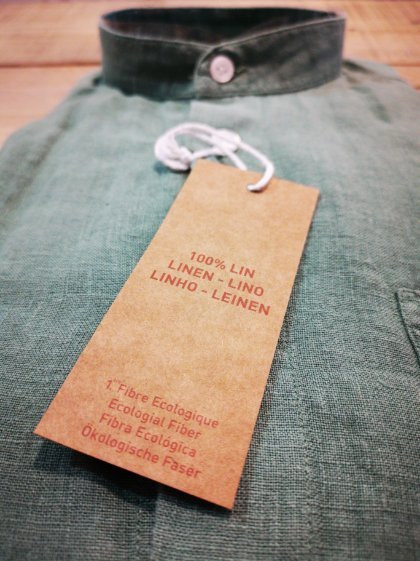 100% LIN
LINEN - LINO
LINHO - LEINEN
1. Fibre Ecologique
Ecologial Fiber
Fibra Ecológica
Ökologische Faser